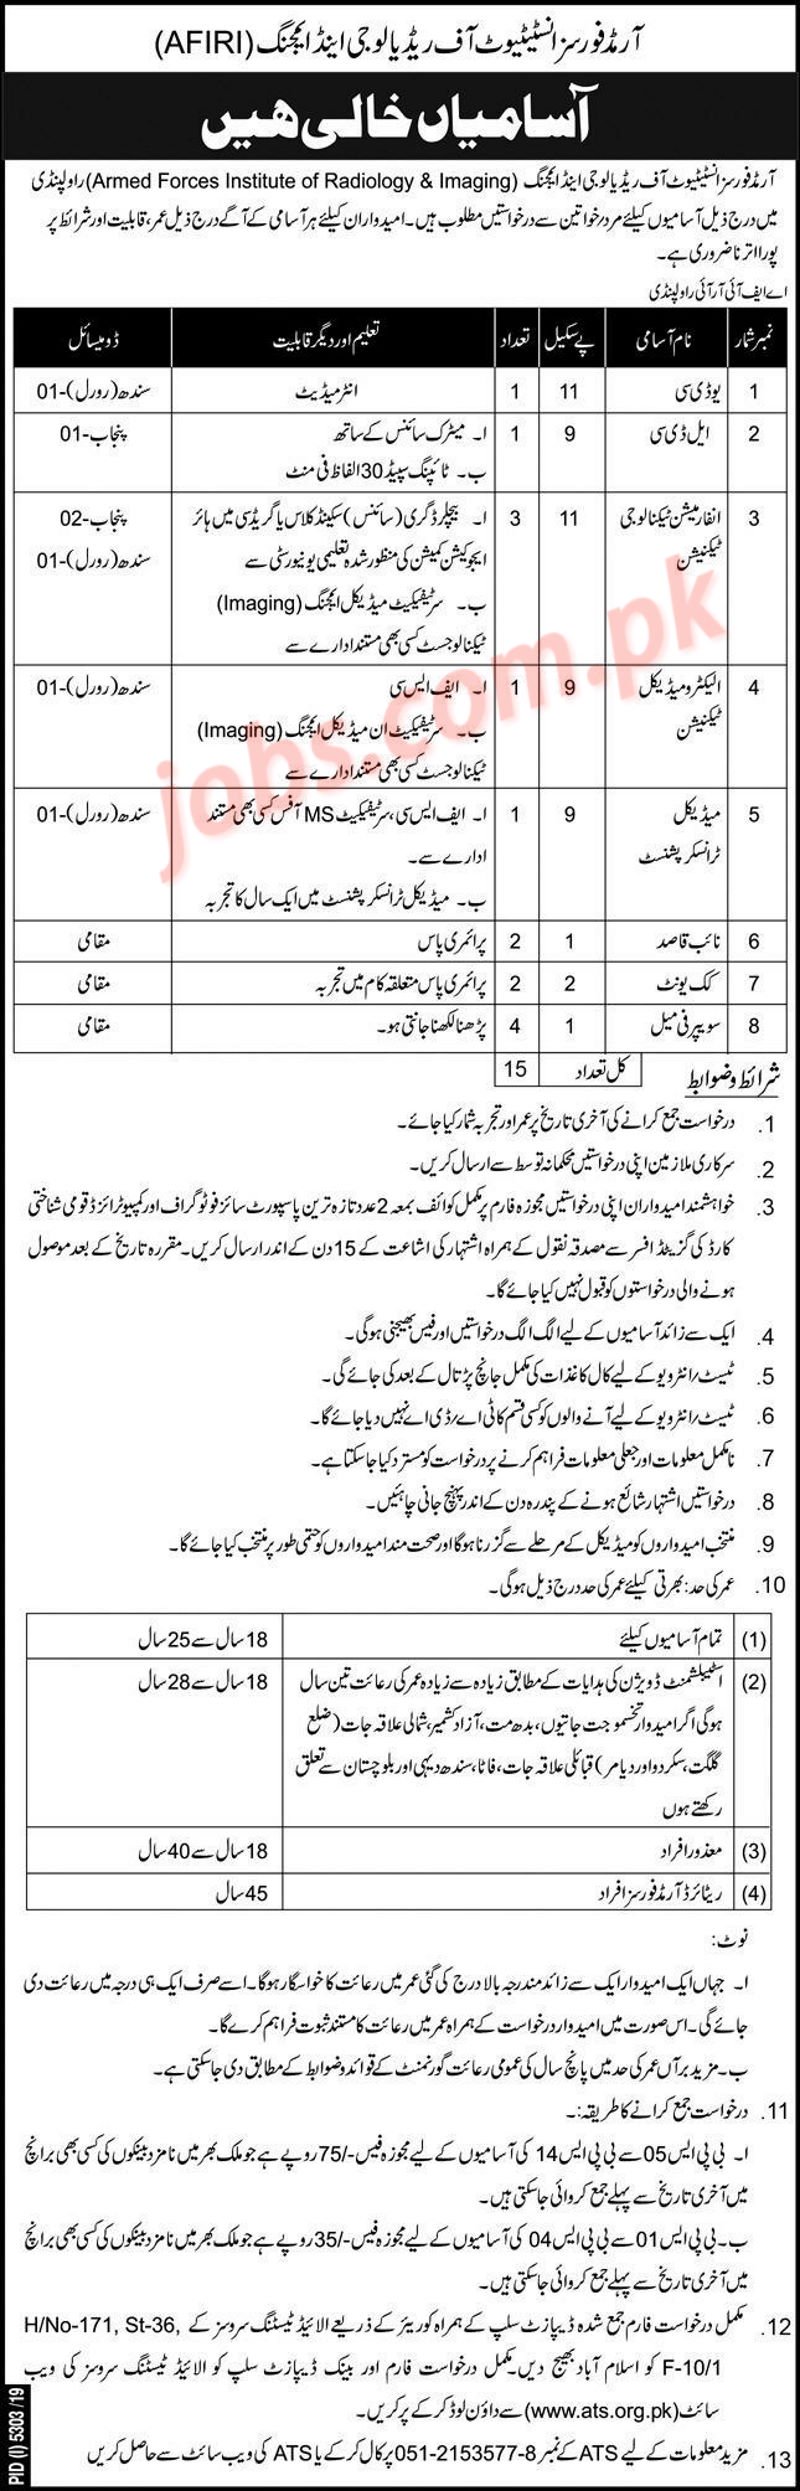 آرمڈ فورسز انسٹیٹیوٹ آف ریڈیالوجی اینڈ امیجنگ (AFIRI)
آسامیاں خالی ھیں
آرمڈ فورسز انسٹیٹیوٹ آف ریڈیالوجی اینڈ امیجنگ (Armed Forces Institute of Radiology & Imaging) راولپنڈی
میں درج ذیل آسامیوں کیلئے مرد خواتین سے درخواستیں مطلوب ہیں۔ امیدواران کیلئے ہر آسامی کے آگے درج ذیل عمر، قابلیت اور شرائط پر
پورا اترنا ضروری ہے۔
اے ایف آئی آر آئی راولپنڈی
نمبر شمار نام آسامی پے سکیل تعداد تعلیم اور دیگر قابلیت ڈومیسائل
1 یو ڈی سی 11 1 انٹرمیڈیٹ سندھ (رورل)-01
2 ایل ڈی سی 9 1 ا۔ میٹرک سائنس کے ساتھ پنجاب-01
ب۔ ٹائپنگ سپیڈ 30 الفاظ فی منٹ
3 انفارمیشن ٹیکنالوجی 11 3 ا۔ بیچلر ڈگری (سائنس) سکینڈ کلاس یا گریڈ سی میں ہائر پنجاب-02
ٹیکنیشن ایجوکیشن کمیشن کی منظور شدہ تعلیمی یونیورسٹی سے سندھ (رورل)-01
ب۔ سرٹیفکیٹ میڈیکل امیجنگ (Imaging)
ٹیکنالوجسٹ کسی بھی مستند ادارے سے
4 الیکٹرومیڈیکل 9 1 ا۔ ایف ایس سی سندھ (رورل)-01
ٹیکنیشن ب۔ سرٹیفکیٹ ان میڈیکل امیجنگ (Imaging)
ٹیکنالوجسٹ کسی بھی مستند ادارے سے
5 میڈیکل 9 1 ا۔ ایف ایس سی، سرٹیفکیٹ MS آفس کسی بھی مستند سندھ (رورل)-01
ٹرانسکرپشنسٹ ادارے سے۔
ب۔ میڈیکل ٹرانسکرپشنسٹ میں ایک سال کا تجربہ
6 نائب قاصد 1 2 پرائمری پاس مقامی
7 کک یونٹ 2 2 پرائمری پاس متعلقہ کام میں تجربہ مقامی
8 سویپر فی میل 1 4 پڑھنا لکھنا جانتی ہو۔ مقامی
کل تعداد 15
jobs.com.pk
شرائط و ضوابط
1. درخواست جمع کرانے کی آخری تاریخ پر عمر اور تجربہ شمار کیا جائے۔
2. سرکاری ملازمین اپنی درخواستیں محکمانہ توسط سے ارسال کریں۔
3. خواہشمند امیدواران اپنی درخواستیں مجوزہ فارم پر مکمل کوائف بمعہ 2 عدد تازہ ترین پاسپورٹ سائز فوٹوگراف اور کمپیوٹرائزڈ قومی شناختی
کارڈ کی گزیٹڈ افسر سے مصدقہ نقول کے ہمراہ اشتہار کی اشاعت کے 15 دن کے اندر ارسال کریں۔ مقررہ تاریخ کے بعد موصول
ہونے والی درخواستوں کو قبول نہیں کیا جائے گا۔
4. ایک سے زائد آسامیوں کے لیے الگ الگ درخواستیں اور فیس بھیجنی ہو گی۔
5. ٹیسٹ/انٹرویو کے لیے کال کاغذات کی مکمل جانچ پڑتال کے بعد کی جائے گی۔
6. ٹیسٹ/انٹرویو کے لیے آنے والوں کو کسی قسم کا ٹی اے/ڈی اے نہیں دیا جائے گا۔
7. نامکمل معلومات اور جعلی معلومات فراہم کرنے پر درخواست کو مسترد کیا جا سکتا ہے۔
8. درخواستیں اشتہار شائع ہونے کے پندرہ دن کے اندر پہنچ جانی چاہئیں۔
9. منتخب امیدواروں کو میڈیکل کے مرحلے سے گزرنا ہوگا اور صحت مند امیدواروں کو حتمی طور پر منتخب کیا جائے گا۔
10. عمر کی حد: بھرتی کیلئے عمر کی حد درج ذیل ہو گی۔
(1) تمام آسامیوں کیلئے 18 سال سے 25 سال
(2) اسٹیبلشمنٹ ڈویژن کی ہدایات کے مطابق زیادہ سے زیادہ عمر کی رعائت تین سال 18 سال سے 28 سال
ہو گی اگر امیدوار تخسموجت جاتیوں، بدھ مت، آزاد کشمیر، شمالی علاقہ جات (ضلع
گلگت، سکردو اور دیامر) قبائلی علاقہ جات، فاٹا، سندھ دیہی اور بلوچستان سے تعلق
رکھتے ہوں
(3) معذور افراد 18 سال سے 40 سال
(4) ریٹائرڈ آرمڈ فورسز افراد 45 سال
نوٹ:
ا۔ جہاں ایک امیدوار ایک سے زائد مندرجہ بالا درج کی گئی عمر میں رعائت کا خواستگار ہوگا۔ اسے صرف ایک ہی درجہ میں رعائت دی
جائے گی۔ اس صورت میں امیدوار درخواست کے ہمراہ عمر میں رعائت کا مستند ثبوت فراہم کرے گا۔
ب۔ مزید برآں عمر کی حد میں پانچ سال کی عمومی رعائت گورنمنٹ کے قوائد و ضوابط کے مطابق دی جا سکتی ہے۔
11. درخواست جمع کرانے کا طریقہ:۔
ا۔ بی پی ایس 05 سے بی پی ایس 14 کی آسامیوں کے لیے مجوزہ فیس -/75 روپے ہے جو ملک بھر میں نامزد بینکوں کی کسی بھی برانچ
میں آخری تاریخ سے پہلے جمع کروائی جا سکتی ہیں۔
ب۔ بی پی ایس 01 سے بی پی ایس 04 کی آسامیوں کے لیے مجوزہ فیس -/35 روپے ہے جو ملک بھر میں نامزد بینکوں کی کسی بھی برانچ
میں آخری تاریخ سے پہلے جمع کروائی جا سکتی ہیں۔
12. مکمل درخواست فارم جمع شدہ ڈیپازٹ سلپ کے ہمراہ کوریئر کے ذریعے الائیڈ ٹیسٹنگ سروسز کے H/No-171, St-36,
F-10/1 کو اسلام آباد بھیج دیں۔ مکمل درخواست فارم اور بینک ڈیپازٹ سلپ کو الائیڈ ٹیسٹنگ سروسز کی ویب
سائٹ (www.ats.org.pk) سے ڈاؤن لوڈ کر کے پر کریں۔
13. مزید معلومات کے لیے ATS کے نمبر 8-2153577-051 پر کال کر کے یا ATS کی ویب سائٹ سے حاصل کریں
PID (I) 5303 /19